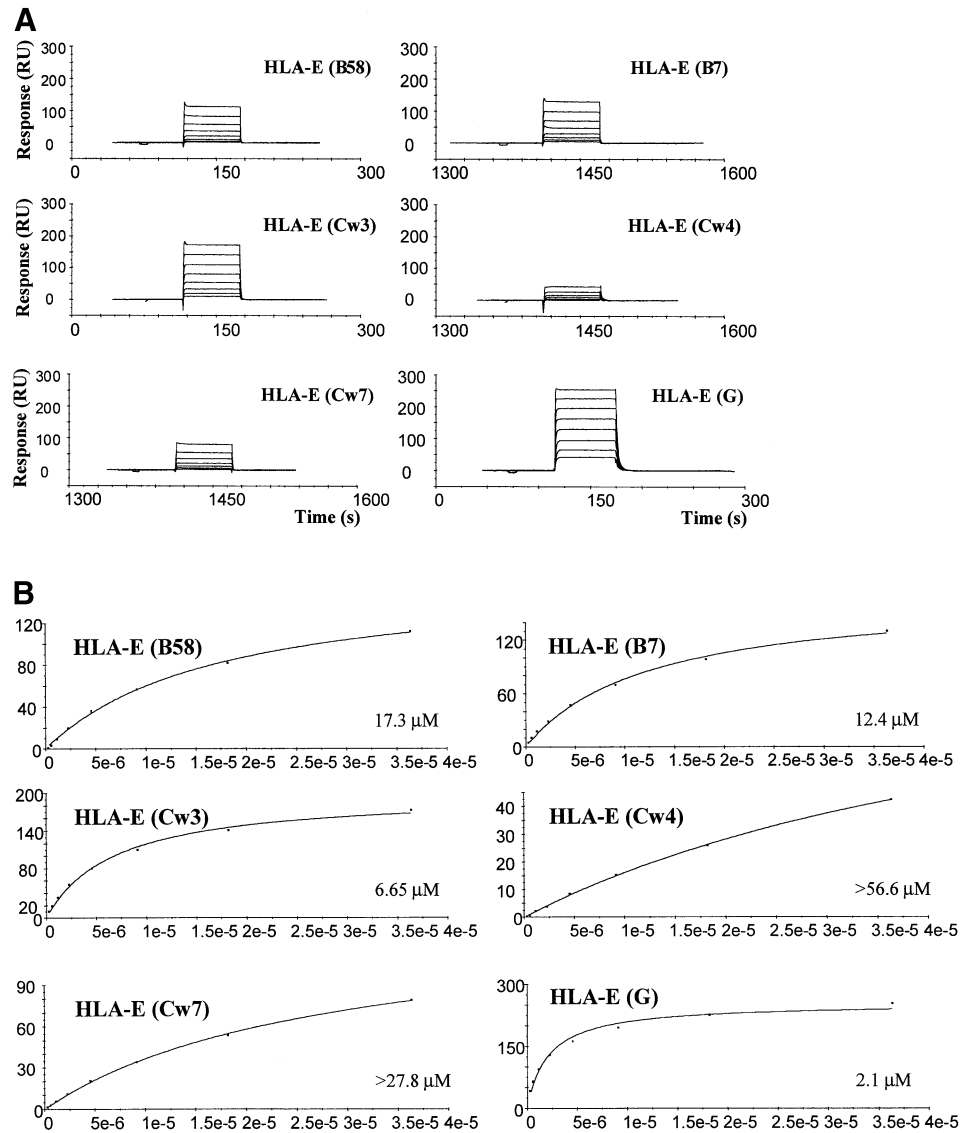 A
HLA-E (B58)
Response (RU)
300
200
100
0
0
150
300
HLA-E (B7)
300
200
100
0
1300
1450
1600
HLA-E (Cw3)
Response (RU)
300
200
100
0
0
150
300
HLA-E (Cw4)
300
200
100
0
1300
1450
1600
HLA-E (Cw7)
Response (RU)
300
200
100
0
1300
1450
1600
Time (s)
HLA-E (G)
300
200
100
0
0
150
300
Time (s)
B
HLA-E (B58)
120
80
40
0
17.3 µM
0 5e-6 1e-5 1.5e-5 2e-5 2.5e-5 3e-5 3.5e-5 4e-5
HLA-E (B7)
120
60
0
12.4 µM
0 5e-6 1e-5 1.5e-5 2e-5 2.5e-5 3e-5 3.5e-5 4e-5
HLA-E (Cw3)
200
140
80
20
0
6.65 µM
0 5e-6 1e-5 1.5e-5 2e-5 2.5e-5 3e-5 3.5e-5 4e-5
HLA-E (Cw4)
40
30
20
10
0
>56.6 µM
0 5e-6 1e-5 1.5e-5 2e-5 2.5e-5 3e-5 3.5e-5 4e-5
HLA-E (Cw7)
90
60
30
0
>27.8 µM
0 5e-6 1e-5 1.5e-5 2e-5 2.5e-5 3e-5 3.5e-5 4e-5
HLA-E (G)
300
150
0
2.1 µM
0 5e-6 1e-5 1.5e-5 2e-5 2.5e-5 3e-5 3.5e-5 4e-5